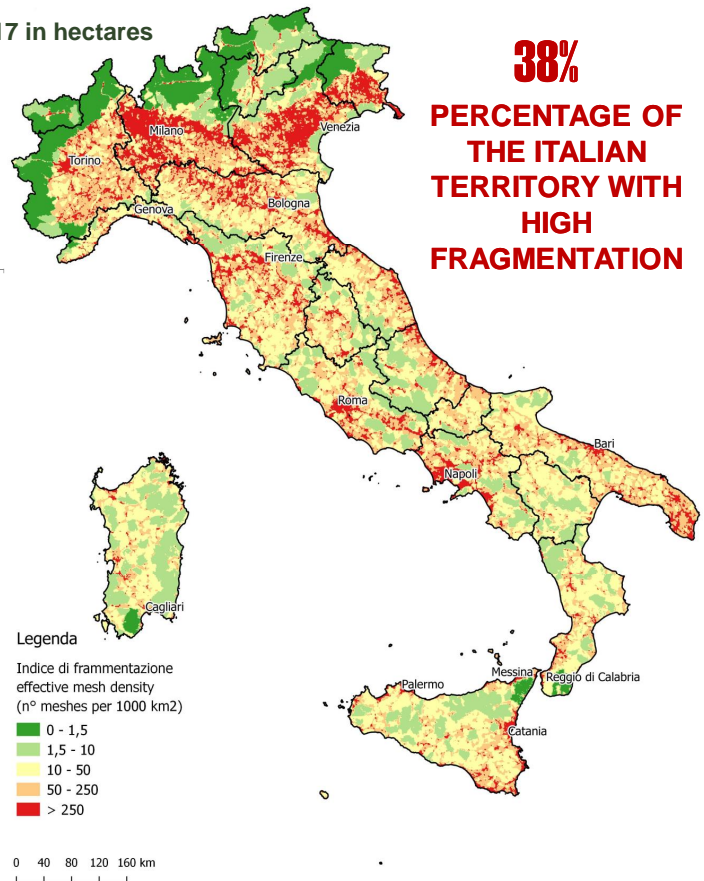 17 in hectares
38%
PERCENTAGE OF
THE ITALIAN
TERRITORY WITH
HIGH
FRAGMENTATION
Milano
Venezia
Torino
Genova
Bologna
Firenze
Roma
Bari
Napoli
Cagliari
Messina
Reggio di Calabria
Palermo
Catania
Legenda
Indice di frammentazione
effective mesh density
(n° meshes per 1000 km2)
0 - 1,5
1,5 - 10
10 - 50
50 - 250
> 250
0 40 80 120 160 km